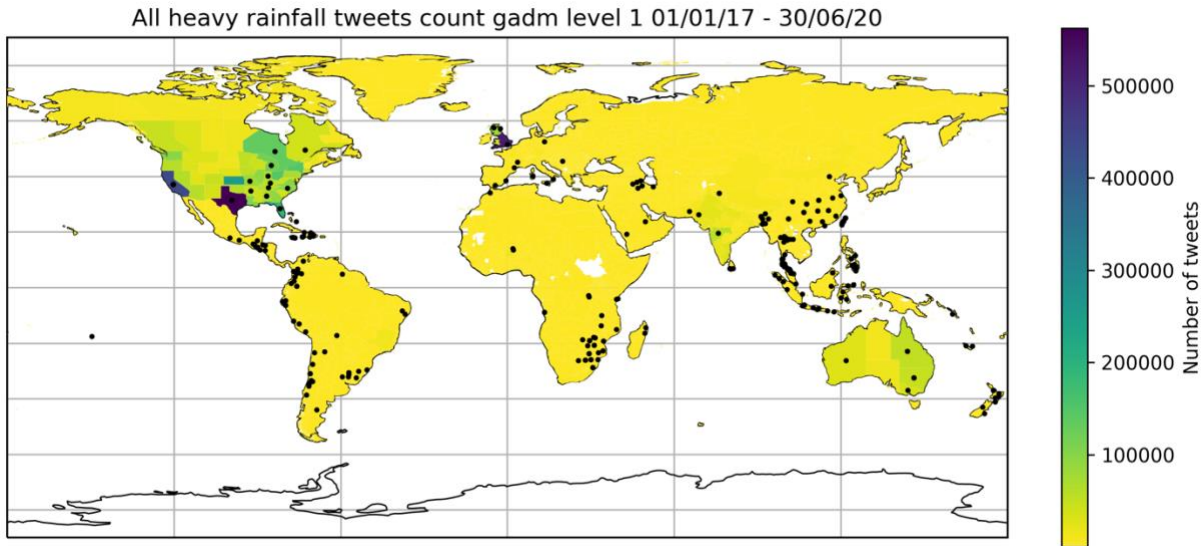 All heavy rainfall tweets count gadm level 1 01/01/17 - 30/06/20
500000
400000
300000
200000
100000
Number of tweets